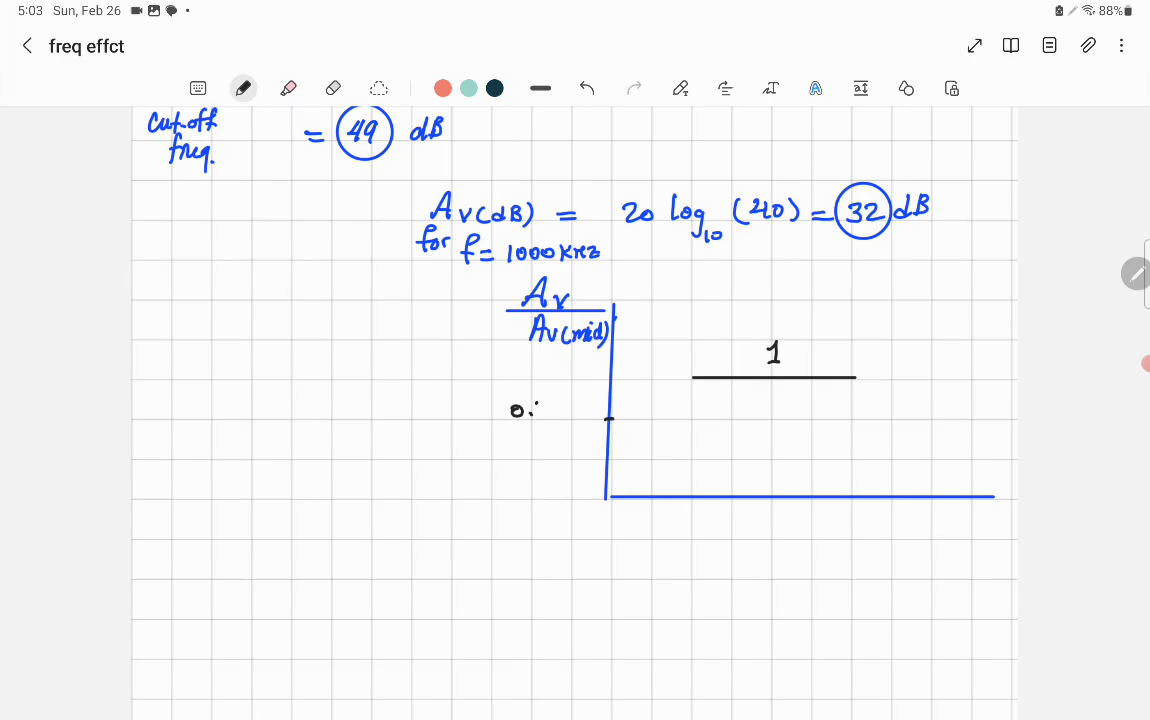 5:03 Sun, Feb 26
88%
freq effct
cut.off
freq.
= 49 dB
Av(dB) = 20 log10 (40) = 32 dB
for f = 1000 KHz
Av
Av(mid)
1
0.